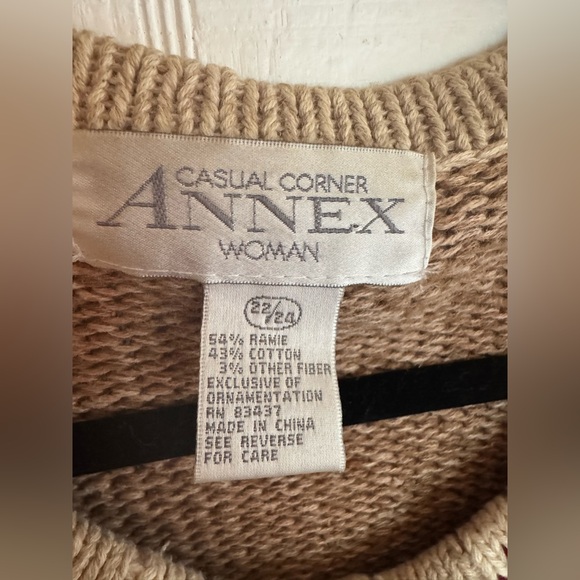 CASUAL CORNER
ANNEX
WOMAN
22/24
54% RAMIE
43% COTTON
3% OTHER FIBER
EXCLUSIVE OF
ORNAMENTATION
RN 83437
MADE IN CHINA
SEE REVERSE
FOR CARE